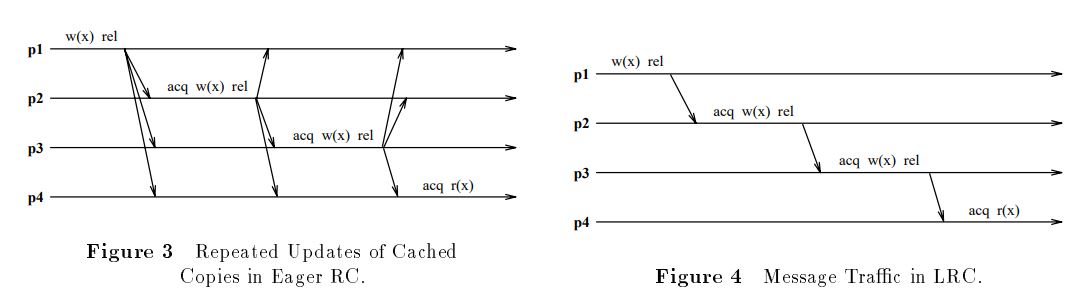 w(x) rel
p1
acq w(x) rel
p2
acq w(x) rel
p3
acq r(x)
p4
Figure 3 Repeated Updates of Cached
Copies in Eager RC.
w(x) rel
p1
acq w(x) rel
p2
acq w(x) rel
p3
acq r(x)
p4
Figure 4 Message Traffic in LRC.